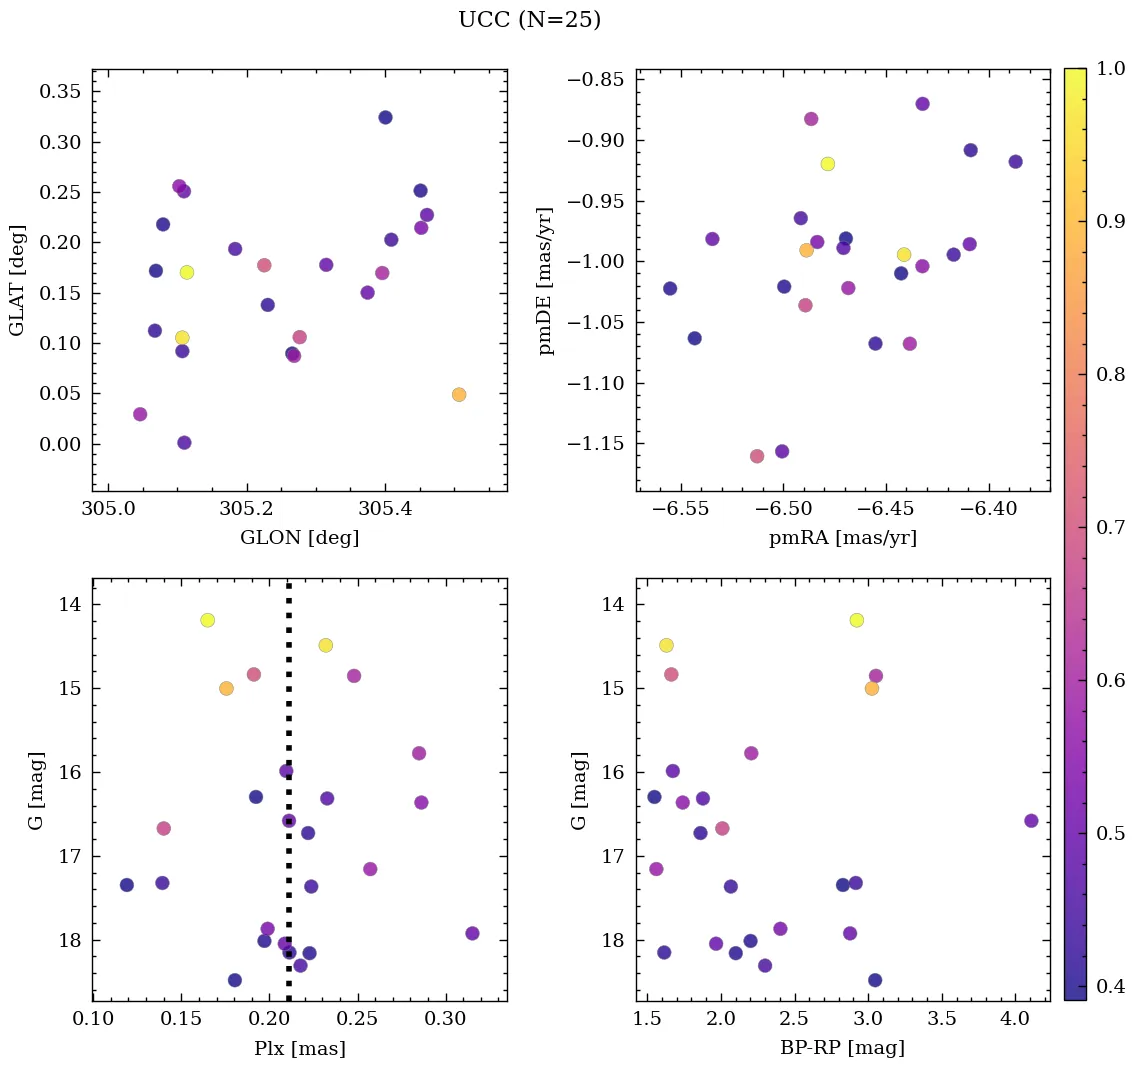 UCC (N=25)
0.35
0.30
0.25
0.20
0.15
0.10
0.05
0.00
GLAT [deg]
305.0 305.2 305.4
GLON [deg]
−0.85
−0.90
−0.95
−1.00
−1.05
−1.10
−1.15
pmDE [mas/yr]
−6.55 −6.50 −6.45 −6.40
pmRA [mas/yr]
14
15
16
17
18
G [mag]
0.10 0.15 0.20 0.25 0.30
Plx [mas]
14
15
16
17
18
G [mag]
1.5 2.0 2.5 3.0 3.5 4.0
BP-RP [mag]
1.0
0.9
0.8
0.7
0.6
0.5
0.4